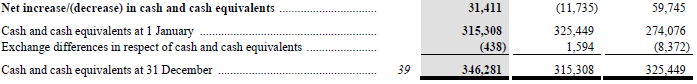 Net increase/(decrease) in cash and cash equivalents .............................. 31,411 (11,735) 59,745
Cash and cash equivalents at 1 January ...................................................... 315,308 325,449 274,076
Exchange differences in respect of cash and cash equivalents ..................... (438) 1,594 (8,372)
Cash and cash equivalents at 31 December ................................................ 39 346,281 315,308 325,449